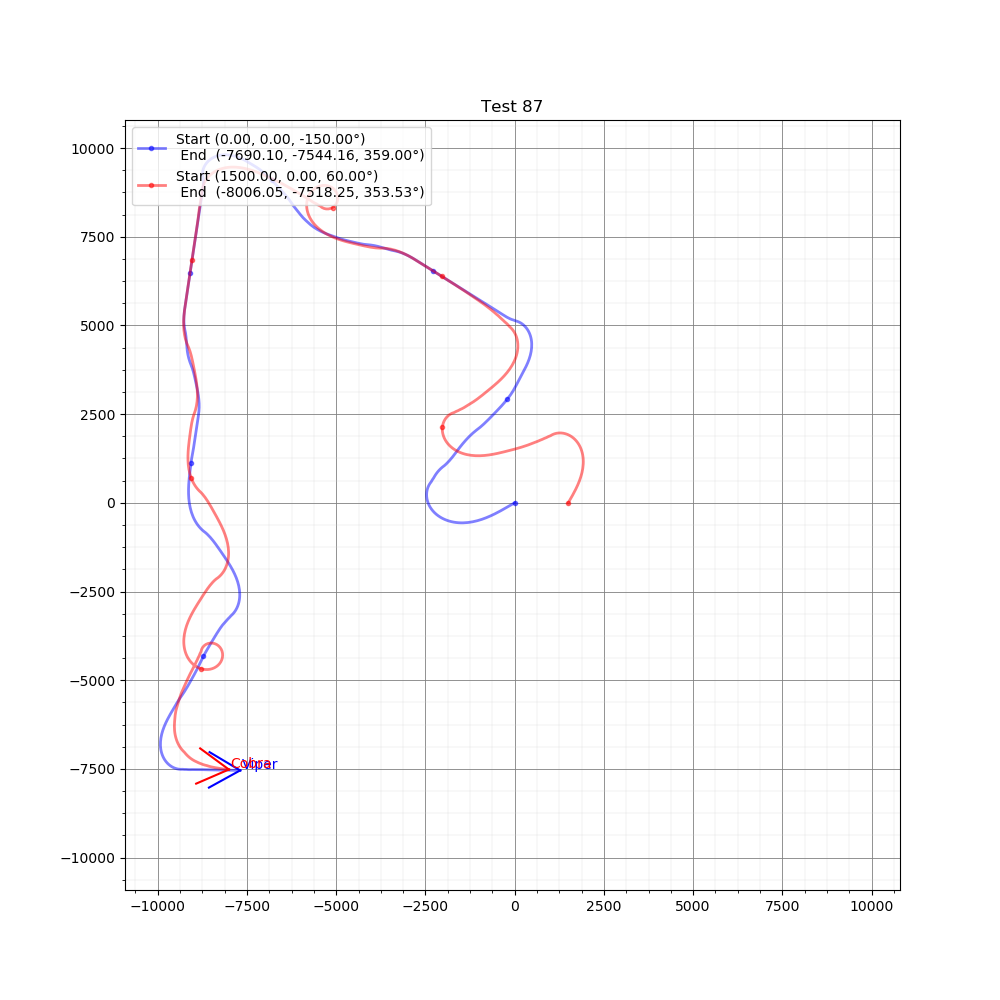 Test 87
Start (0.00, 0.00, -150.00°)
End (-7690.10, -7544.16, 359.00°)
Start (1500.00, 0.00, 60.00°)
End (-8006.05, -7518.25, 353.53°)
10000
7500
5000
2500
0
−2500
−5000
−7500
−10000
Cobra
Viper
−10000 −7500 −5000 −2500 0 2500 5000 7500 10000